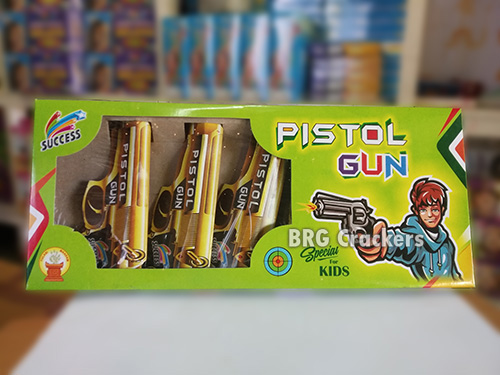 SUCCESS
PISTOL
GUN
PISTOL
GUN
PISTOL
GUN
PISTOL
GUN
BRG Crackers
Special
For
KIDS